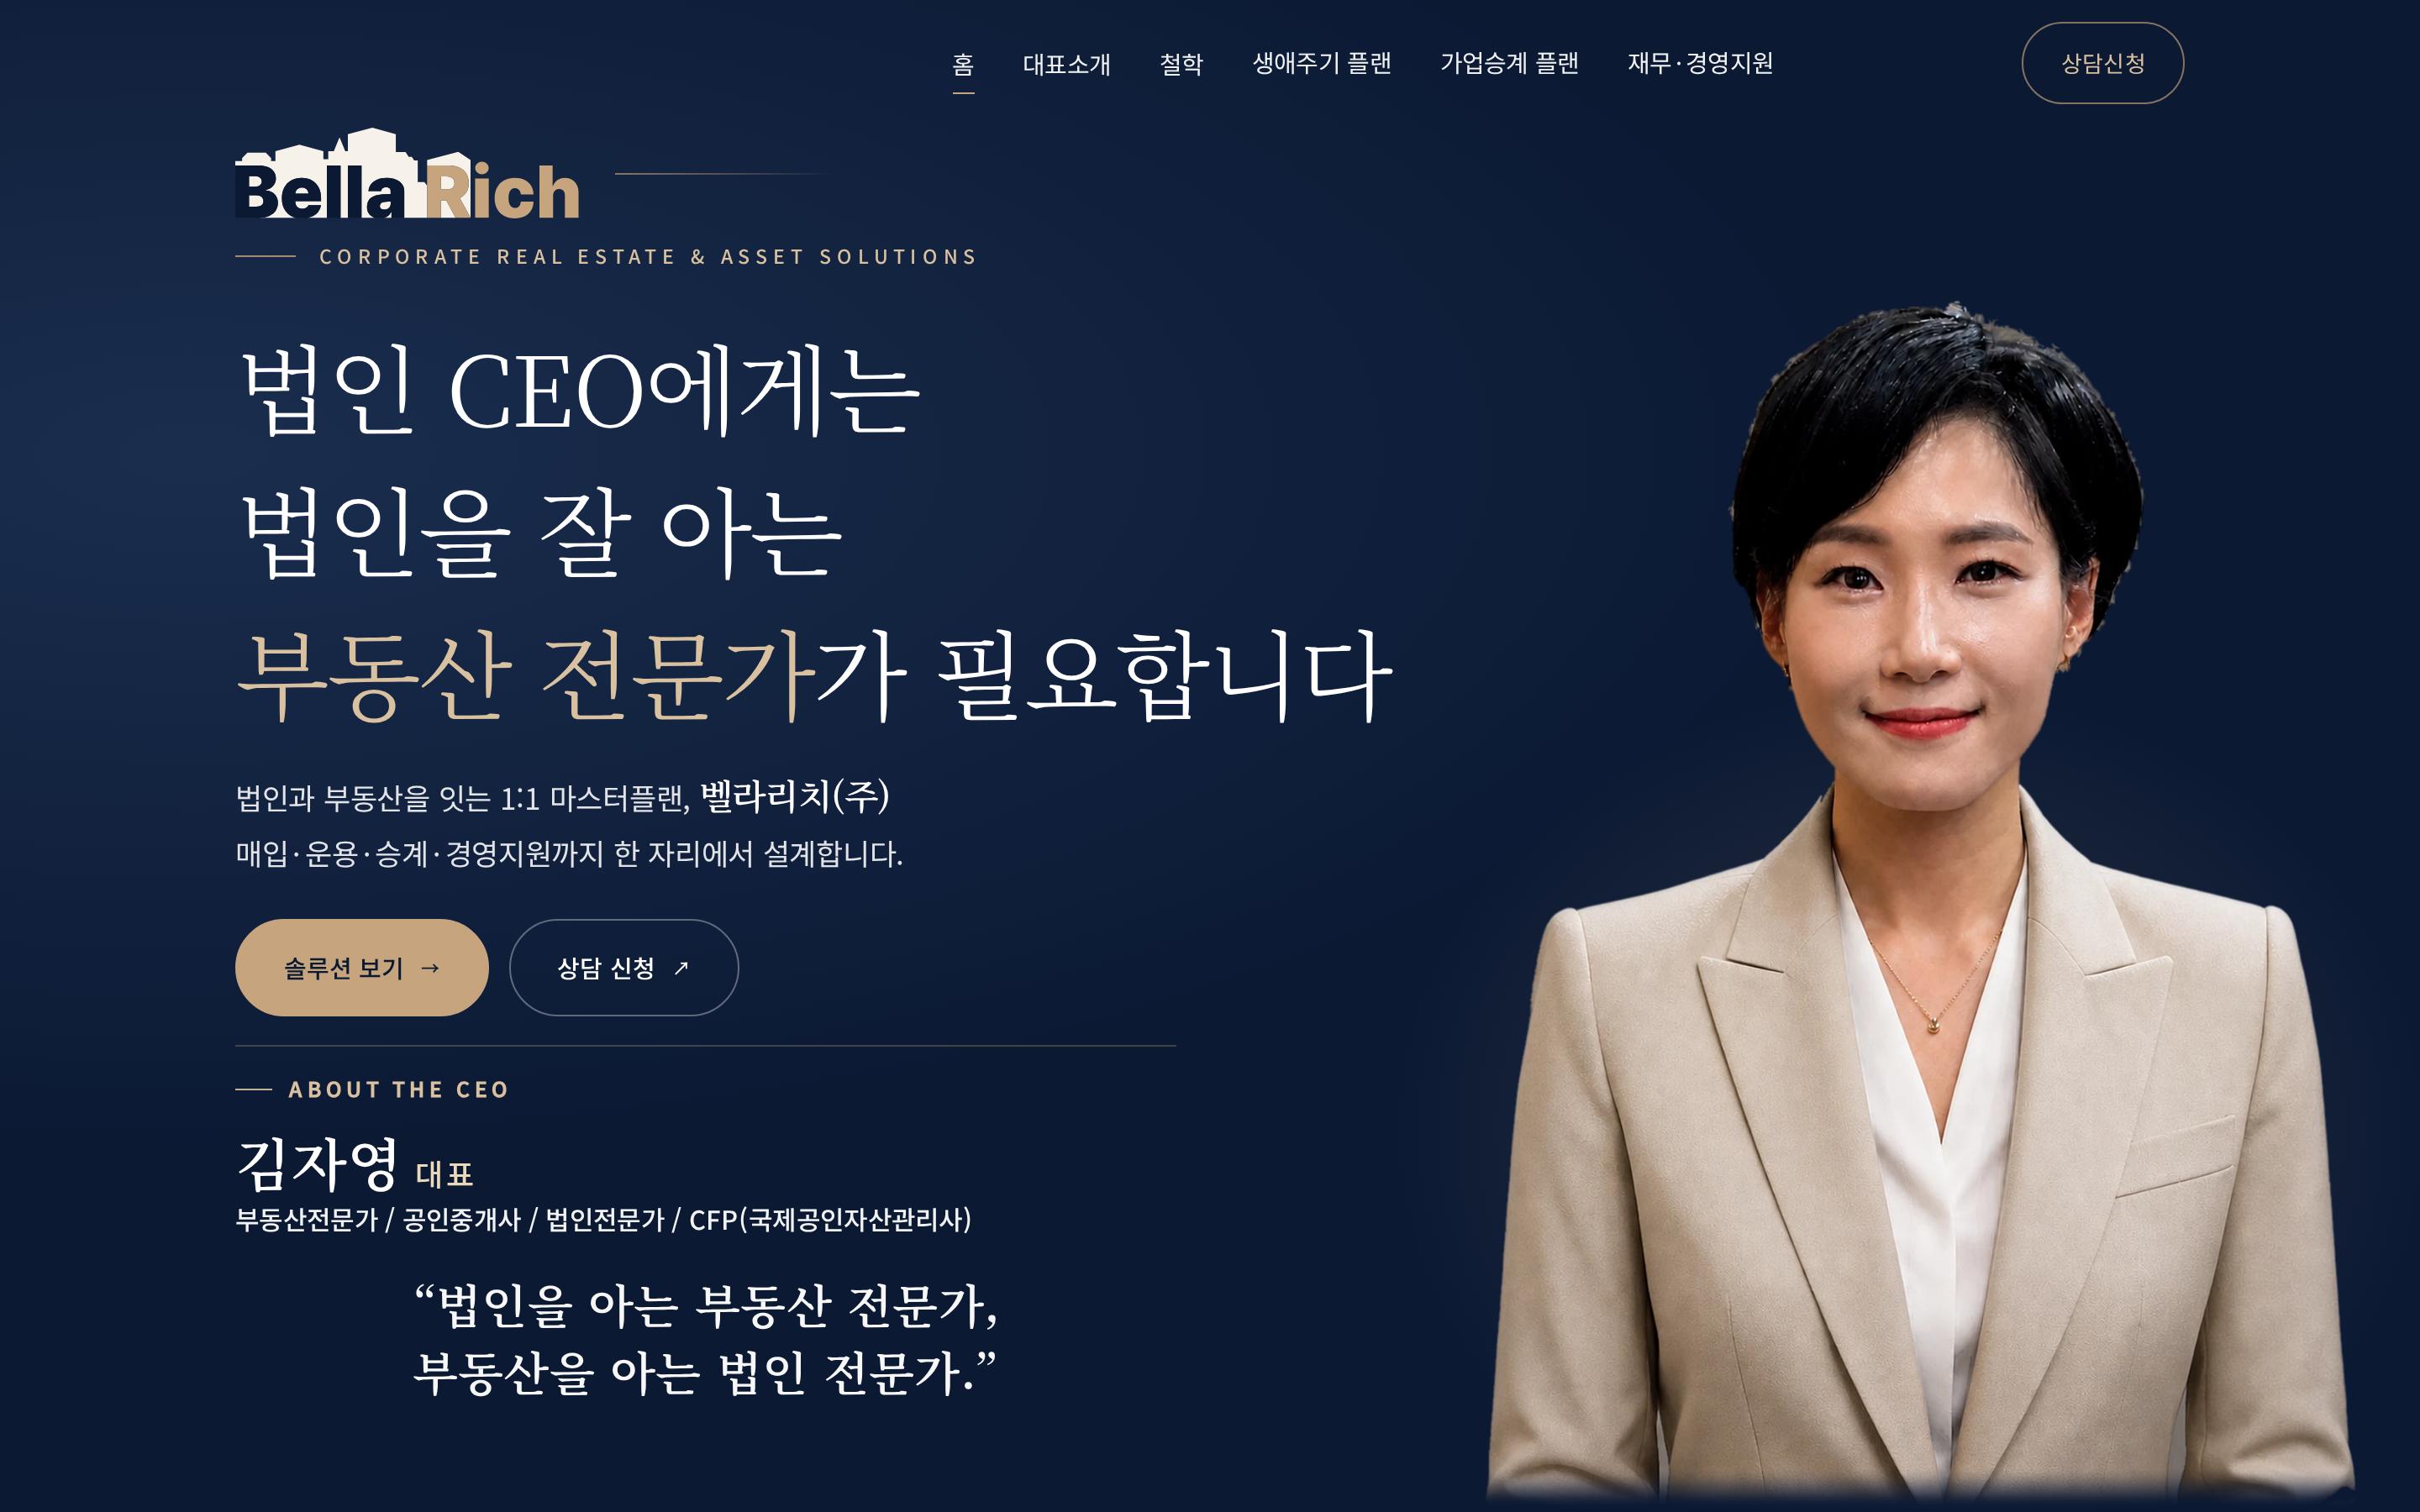 홈 대표소개 철학 생애주기 플랜 가업승계 플랜 재무·경영지원 상담신청
Bella Rich
CORPORATE REAL ESTATE & ASSET SOLUTIONS
법인 CEO에게는
법인을 잘 아는
부동산 전문가가 필요합니다
법인과 부동산을 잇는 1:1 마스터플랜, 벨라리치(주)
매입·운용·승계·경영지원까지 한 자리에서 설계합니다.
솔루션 보기 → 상담 신청 ↗
ABOUT THE CEO
김자영 대표
부동산전문가 / 공인중개사 / 법인전문가 / CFP(국제공인자산관리사)
“법인을 아는 부동산 전문가,
부동산을 아는 법인 전문가.”